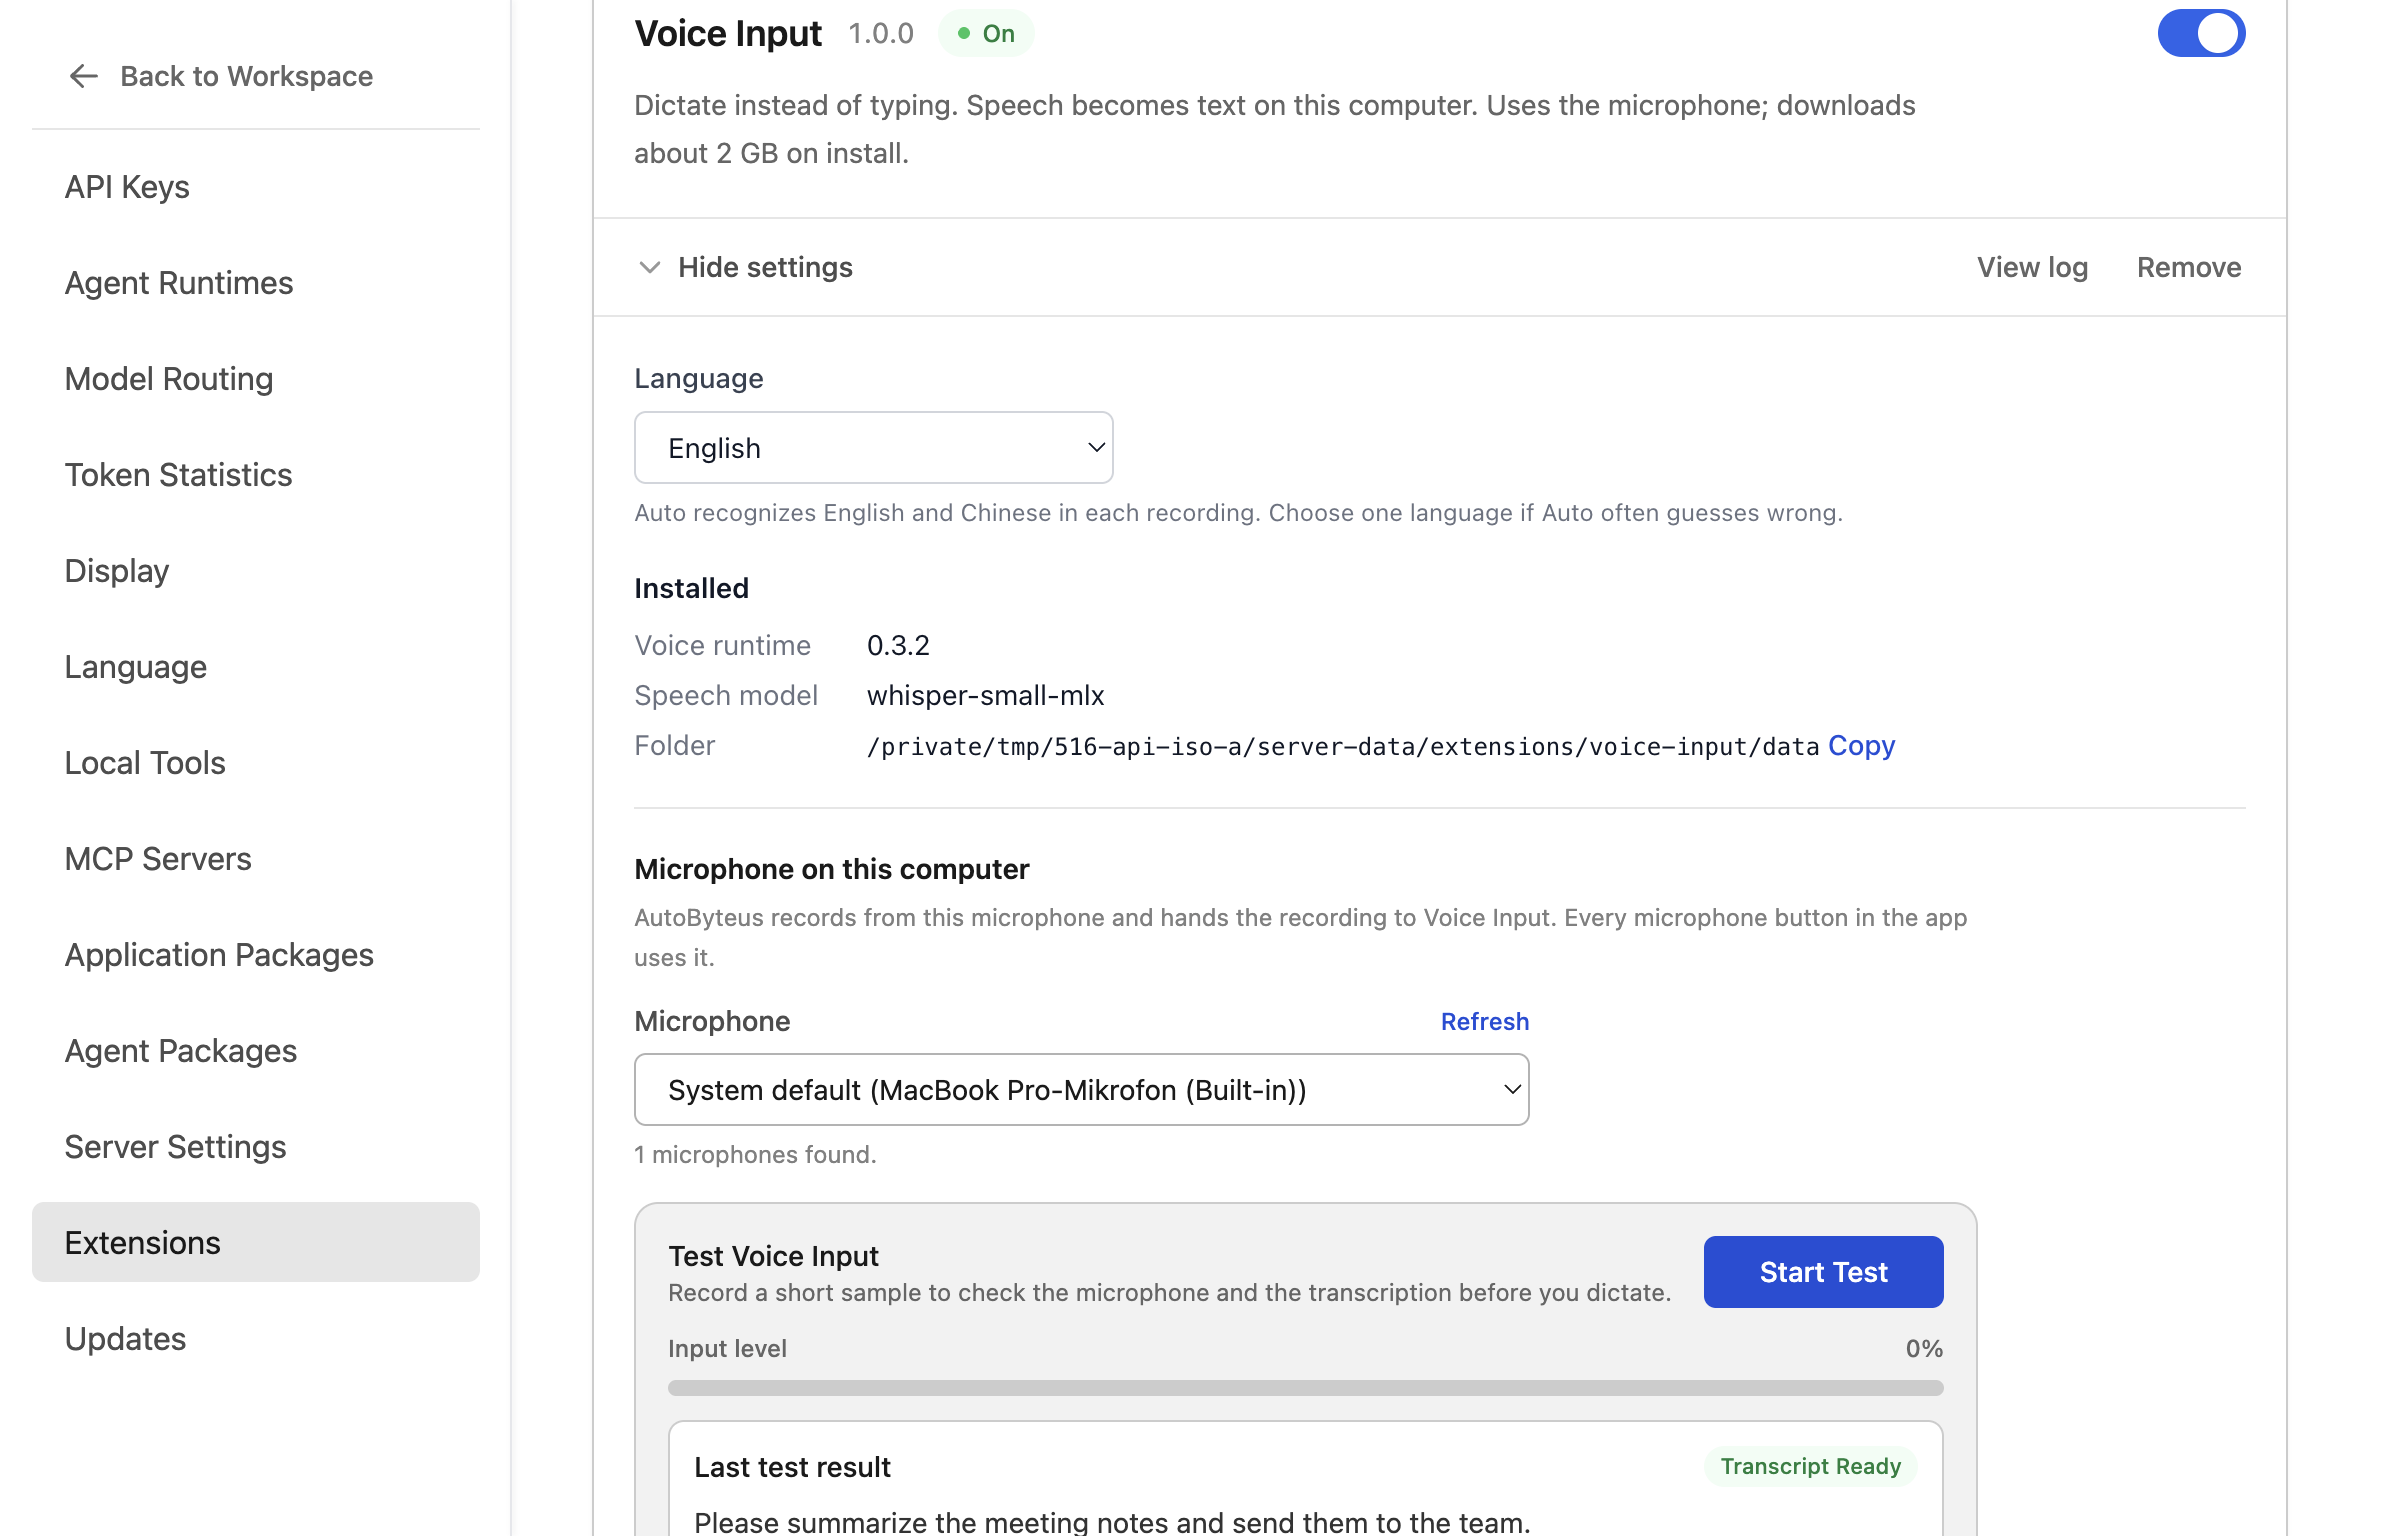 Back to Workspace
API Keys
Agent Runtimes
Model Routing
Token Statistics
Display
Language
Local Tools
MCP Servers
Application Packages
Agent Packages
Server Settings
Extensions
Updates
Voice Input 1.0.0 On
Dictate instead of typing. Speech becomes text on this computer. Uses the microphone; downloads
about 2 GB on install.
Hide settings View log Remove
Language
English
Auto recognizes English and Chinese in each recording. Choose one language if Auto often guesses wrong.
Installed
Voice runtime 0.3.2
Speech model whisper-small-mlx
Folder /private/tmp/516-api-iso-a/server-data/extensions/voice-input/data Copy
Microphone on this computer
AutoByteus records from this microphone and hands the recording to Voice Input. Every microphone button in the app
uses it.
Microphone Refresh
System default (MacBook Pro-Mikrofon (Built-in))
1 microphones found.
Test Voice Input
Start Test
Record a short sample to check the microphone and the transcription before you dictate.
Input level 0%
Last test result Transcript Ready
Please summarize the meeting notes and send them to the team.